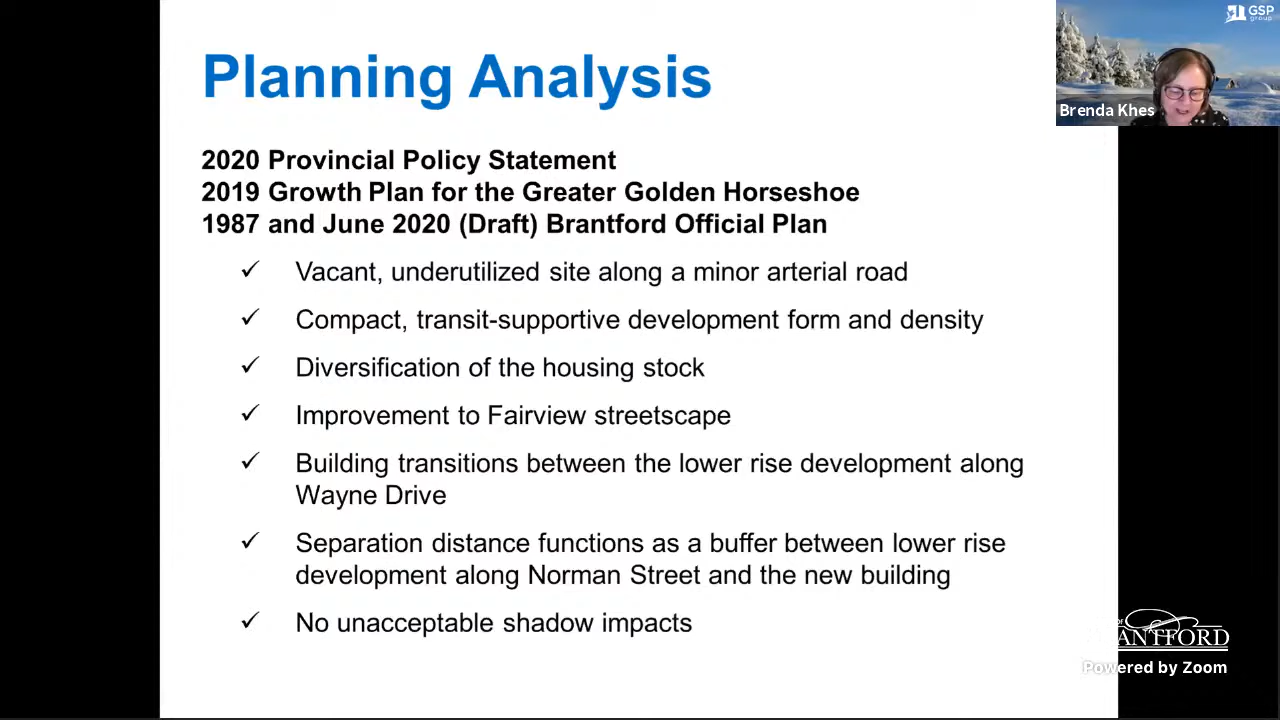 Planning Analysis
2020 Provincial Policy Statement
2019 Growth Plan for the Greater Golden Horseshoe
1987 and June 2020 (Draft) Brantford Official Plan
✓ Vacant, underutilized site along a minor arterial road
✓ Compact, transit-supportive development form and density
✓ Diversification of the housing stock
✓ Improvement to Fairview streetscape
✓ Building transitions between the lower rise development along
Wayne Drive
✓ Separation distance functions as a buffer between lower rise
development along Norman Street and the new building
✓ No unacceptable shadow impacts
GSP
group
Brenda Khes
ANTFORD
Powered by Zoom